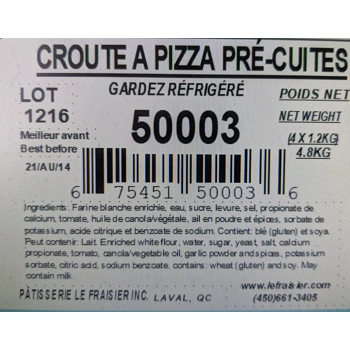 CROUTE A PIZZA PRÉ-CUITES
GARDEZ RÉFRIGÉRÉ
POIDS NET
LOT
1216
50003
NET WEIGHT
(4 X 1.2KG)
4.8KG
Meilleur avant
Best before
21/AU/14
6 75451 50003 6
Ingredients: Farine blanche enrichie, eau, sucre, levure, sel, propionate de
calcium, tomate, huile de canola/végétale, ail en poudre et épices, sorbate de
potassium, acide citrique et benzoate de sodium. Contient: blé (gluten) et soya.
Peut contenir: Lait. Enriched white flour, water, sugar, yeast, salt, calcium
propionate, tomato, canola/vegetable oil, garlic powder and spices, potassium
sorbate, citric acid, sodium benzoate. contains: wheat (gluten) and soy. May
contain milk.
www.lefraisier.com
PÂTISSERIE LE FRAISIER INC. LAVAL, QC (450)661-3405